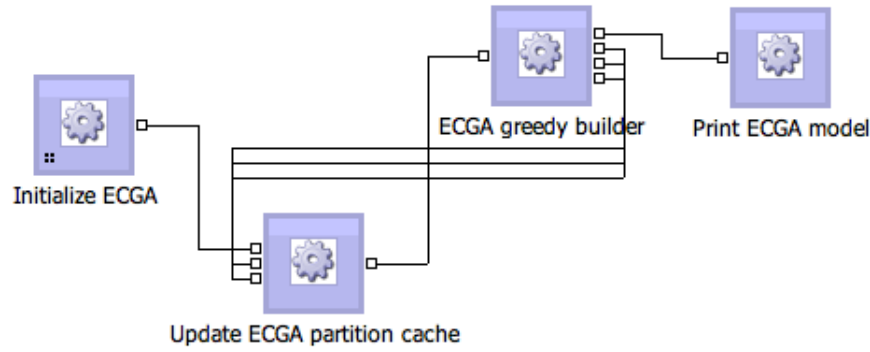 ECGA greedy builder
Print ECGA model
Initialize ECGA
Update ECGA partition cache